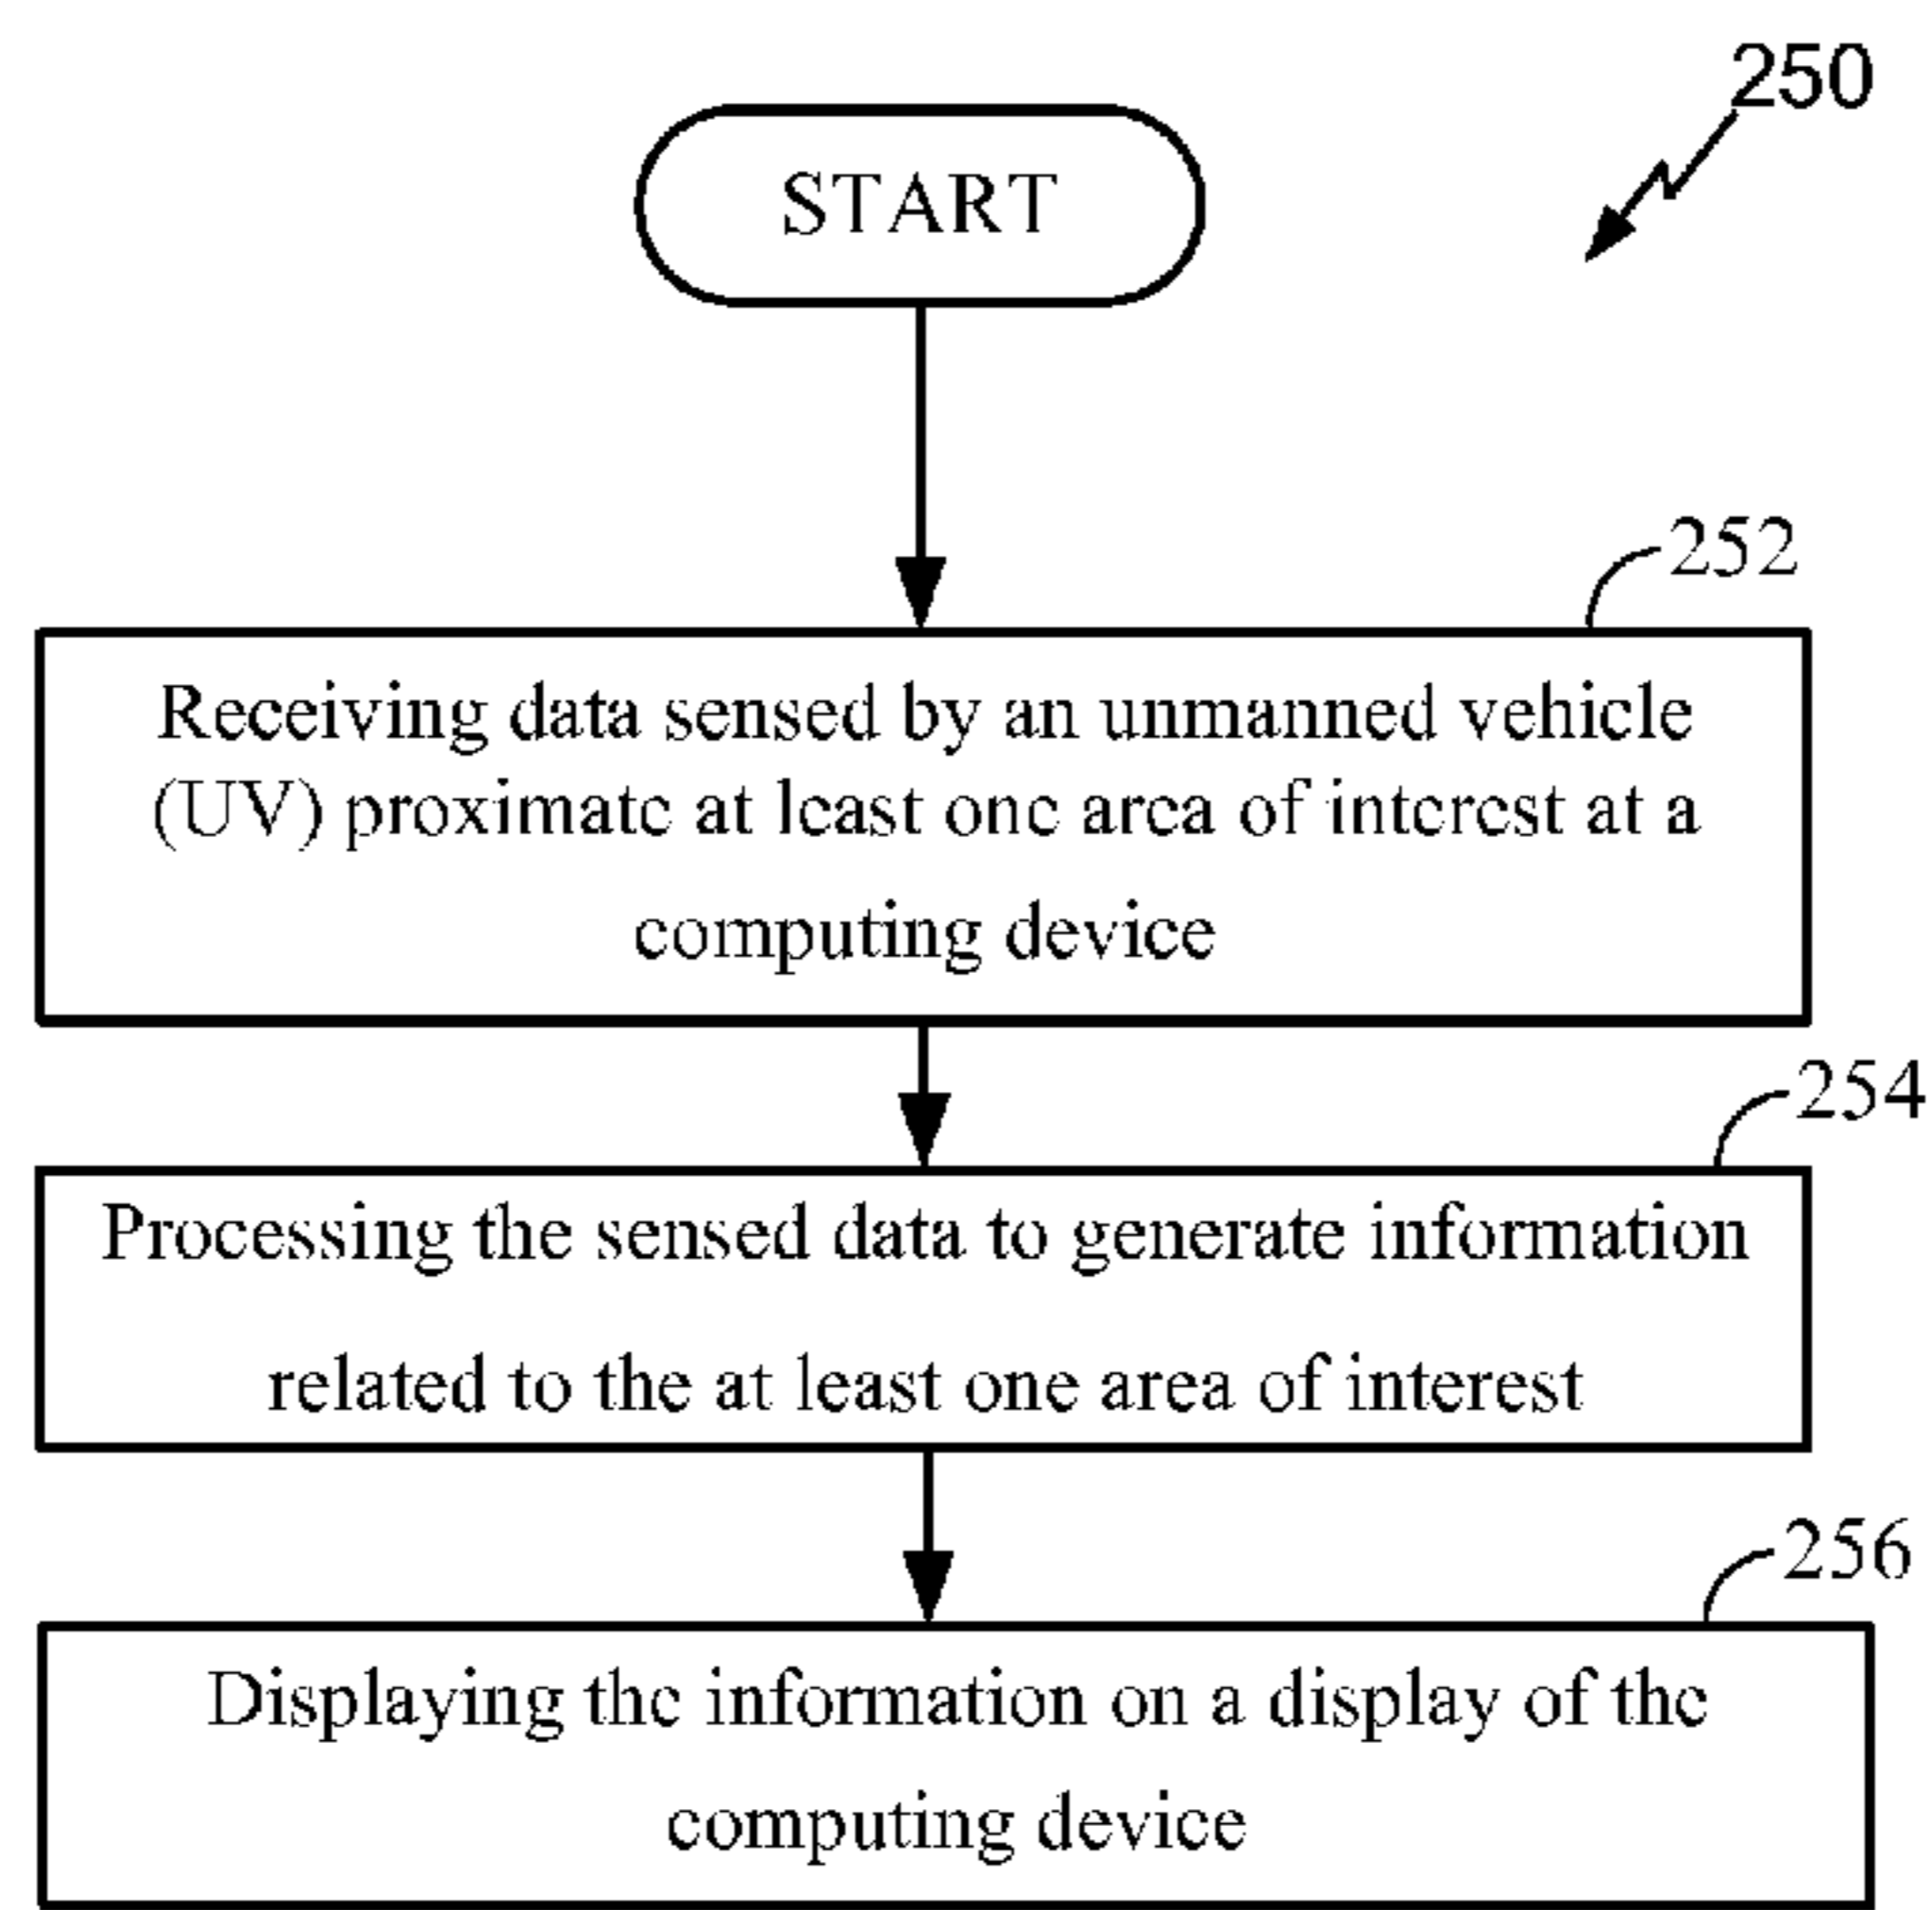 250
START
252
Receiving data sensed by an unmanned vehicle
(UV) proximate at least one area of interest at a
computing device
254
Processing the sensed data to generate information
related to the at least one area of interest
256
Displaying the information on a display of the
computing device